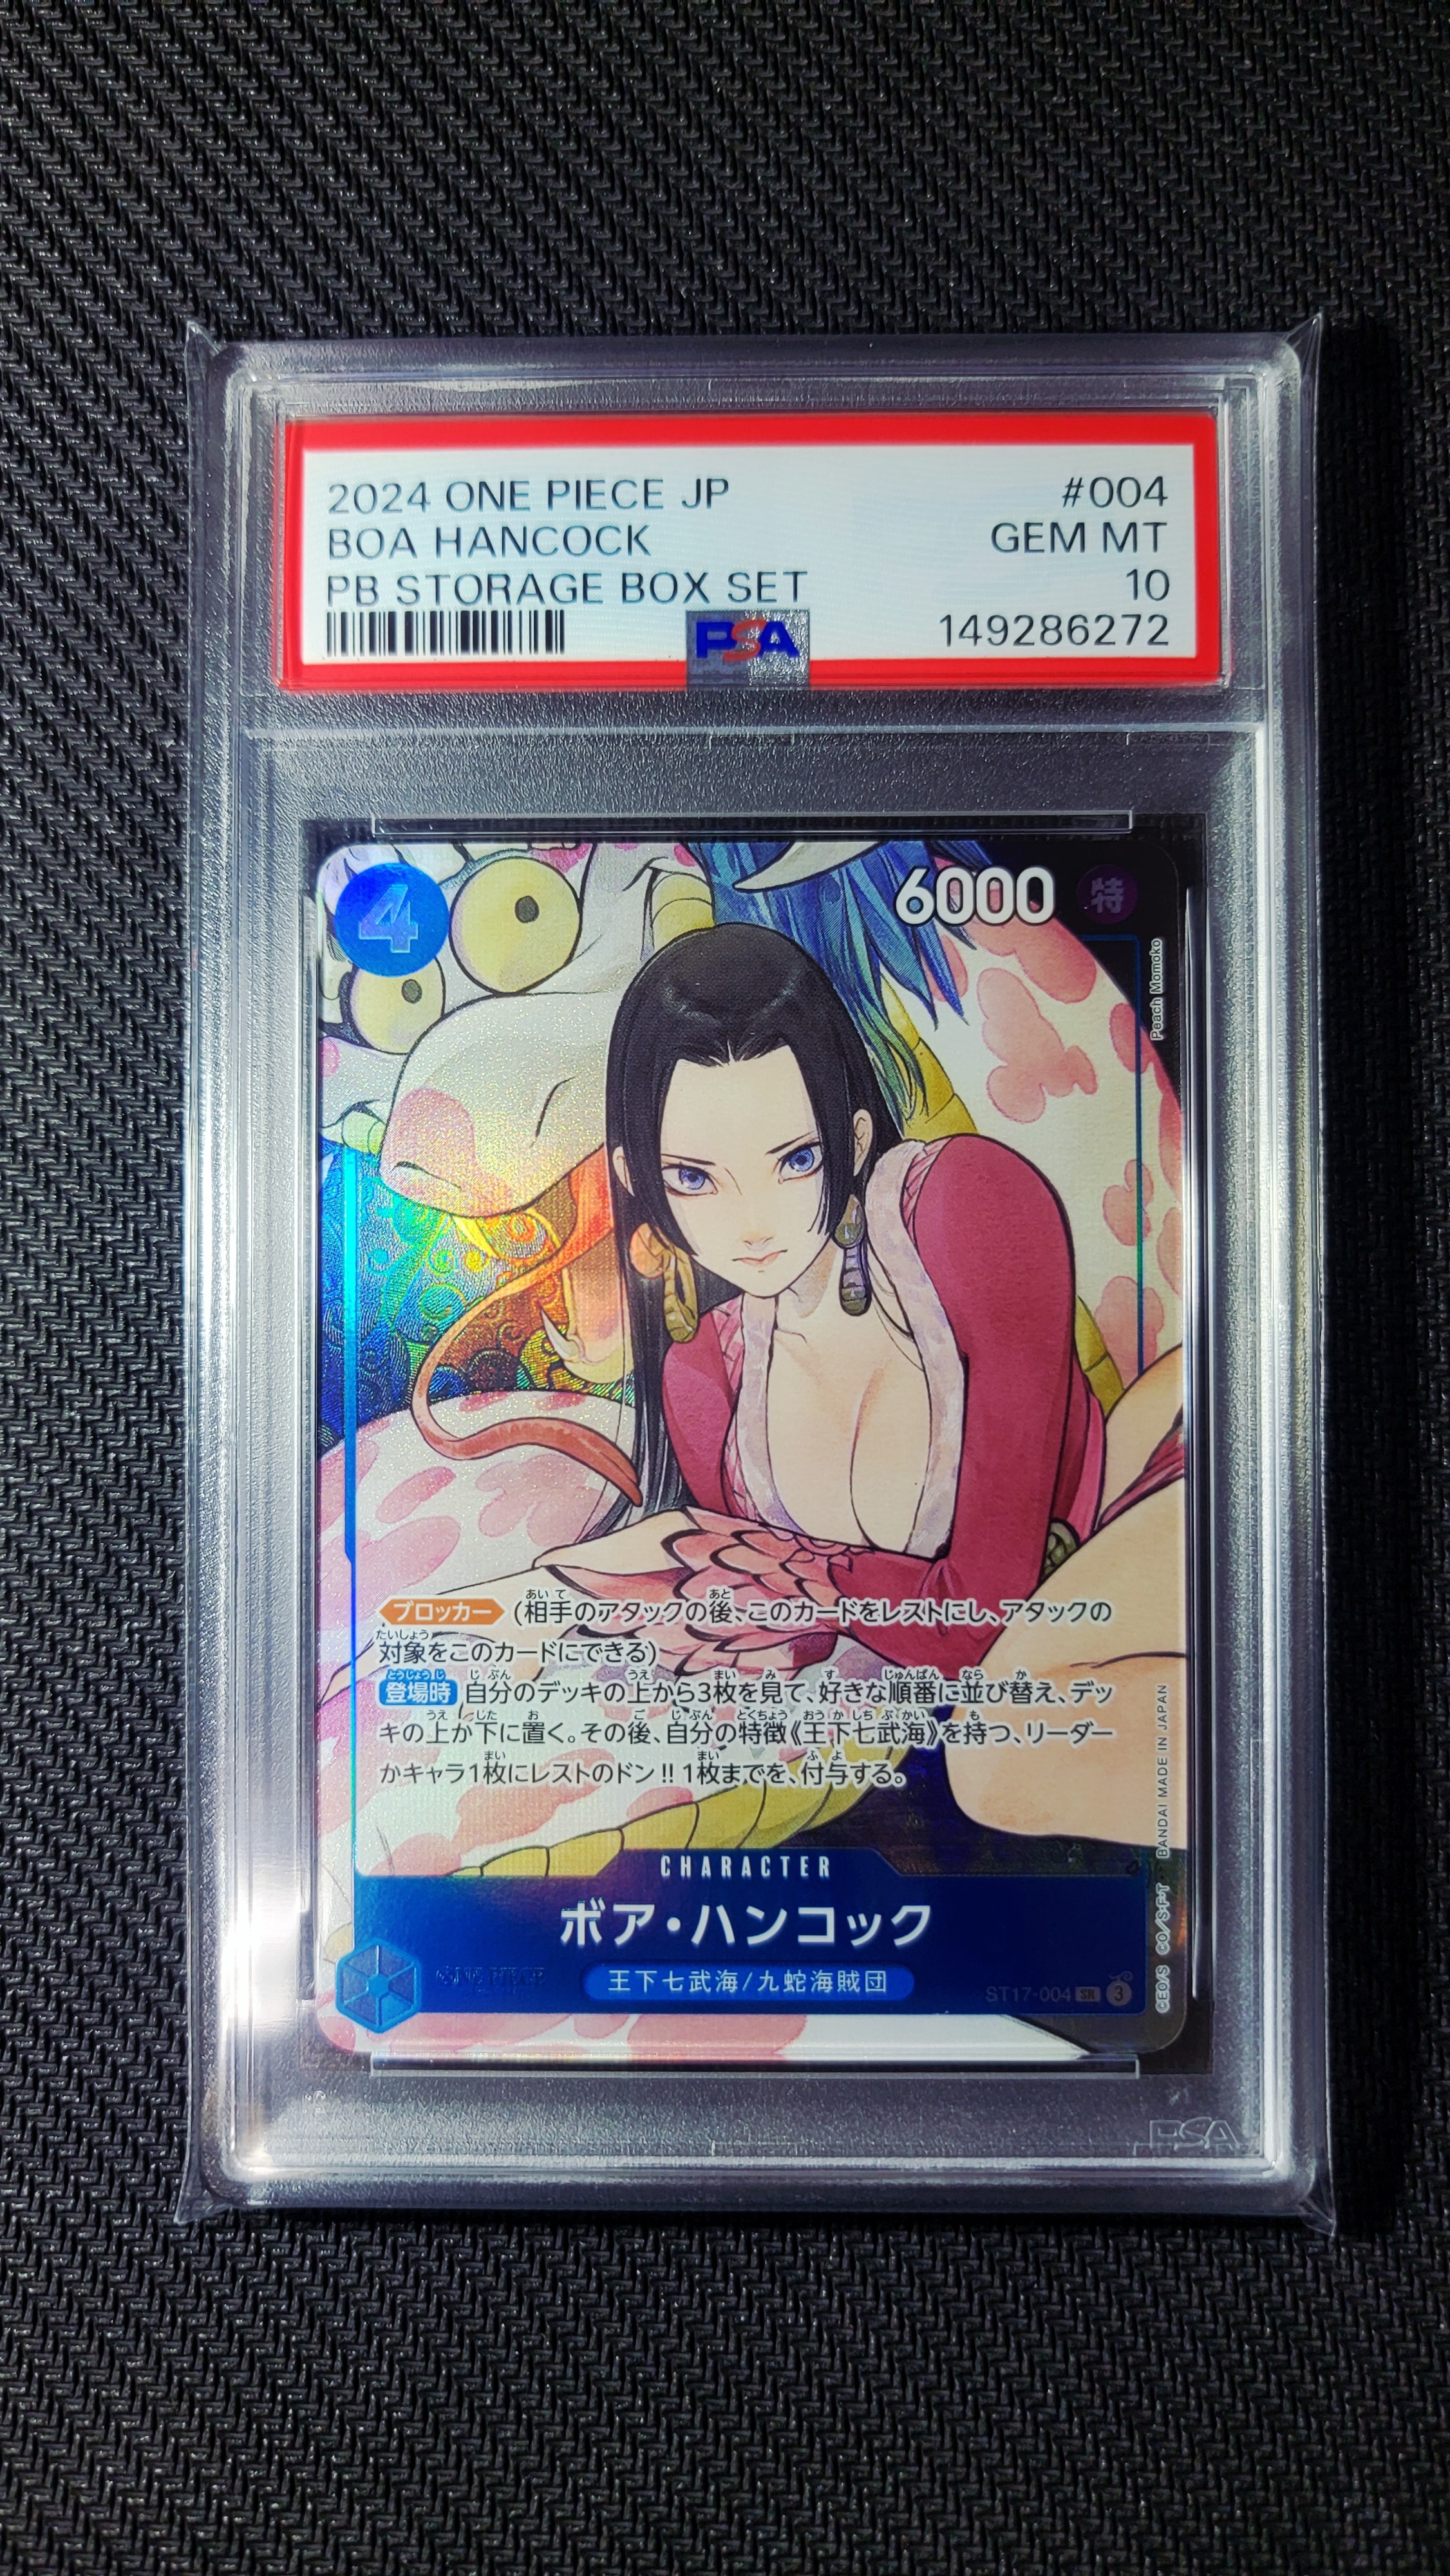 2024 ONE PIECE JP #004
BOA HANCOCK GEM MT
PB STORAGE BOX SET 10
PSA 149286272
4 6000 特
Peach Momoko
ブロッカー (相手のアタックの後、このカードをレストにし、アタックの
対象をこのカードにできる)
登場時 自分のデッキの上から3枚を見て、好きな順番に並び替え、デッ
キの上か下に置く。その後、自分の特徴《王下七武海》を持つ、リーダー
かキャラ1枚にレストのドン!!1枚までを、付与する。
CHARACTER
ボア・ハンコック
ONE PIECE 王下七武海/九蛇海賊団 ST17-004 SR 3
©EO/S CO/S・F・T BANDAI MADE IN JAPAN
PSA